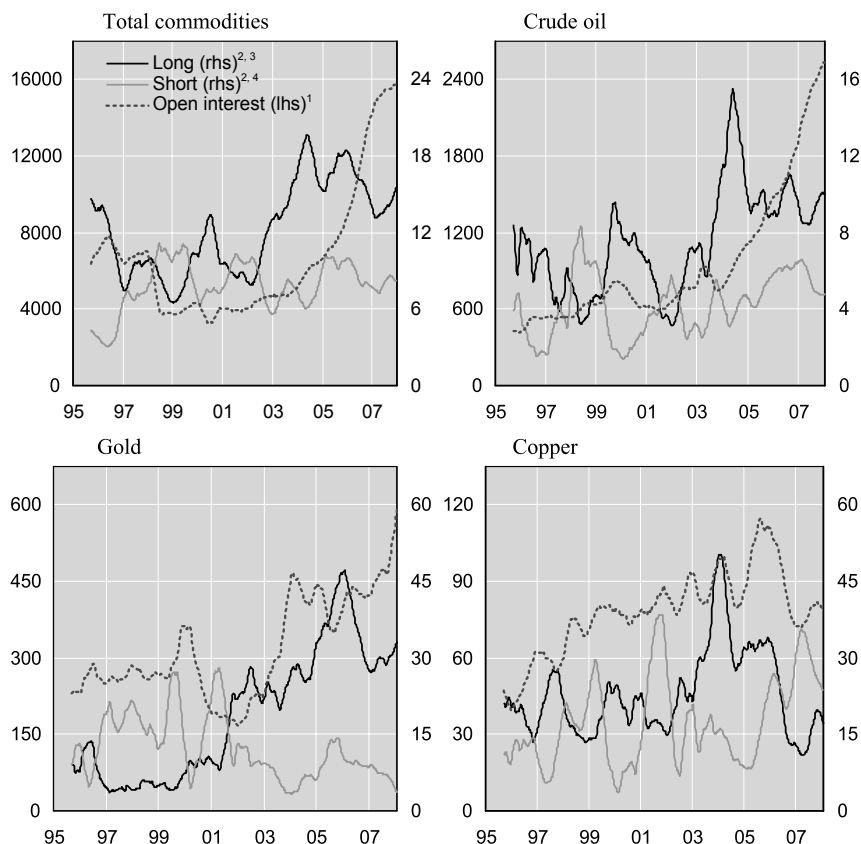 Total commodities
Crude oil
16000 12000 8000 4000 0
24 18 12 6 0
2400 1800 1200 600 0
16 12 8 4 0
Long (rhs)2, 3
Short (rhs)2, 4
Open interest (lhs)1
95 97 99 01 03 05 07
95 97 99 01 03 05 07
Gold
Copper
600 450 300 150 0
60 45 30 15 0
120 90 60 30 0
60 45 30 15 0
95 97 99 01 03 05 07
95 97 99 01 03 05 07